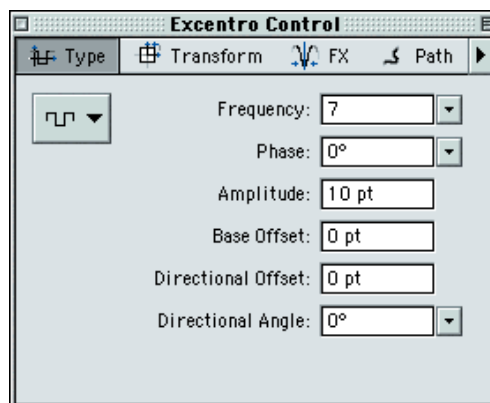 Excentro Control
Type Transform FX Path
Frequency: 7
Phase: 0°
Amplitude: 10 pt
Base Offset: 0 pt
Directional Offset: 0 pt
Directional Angle: 0°